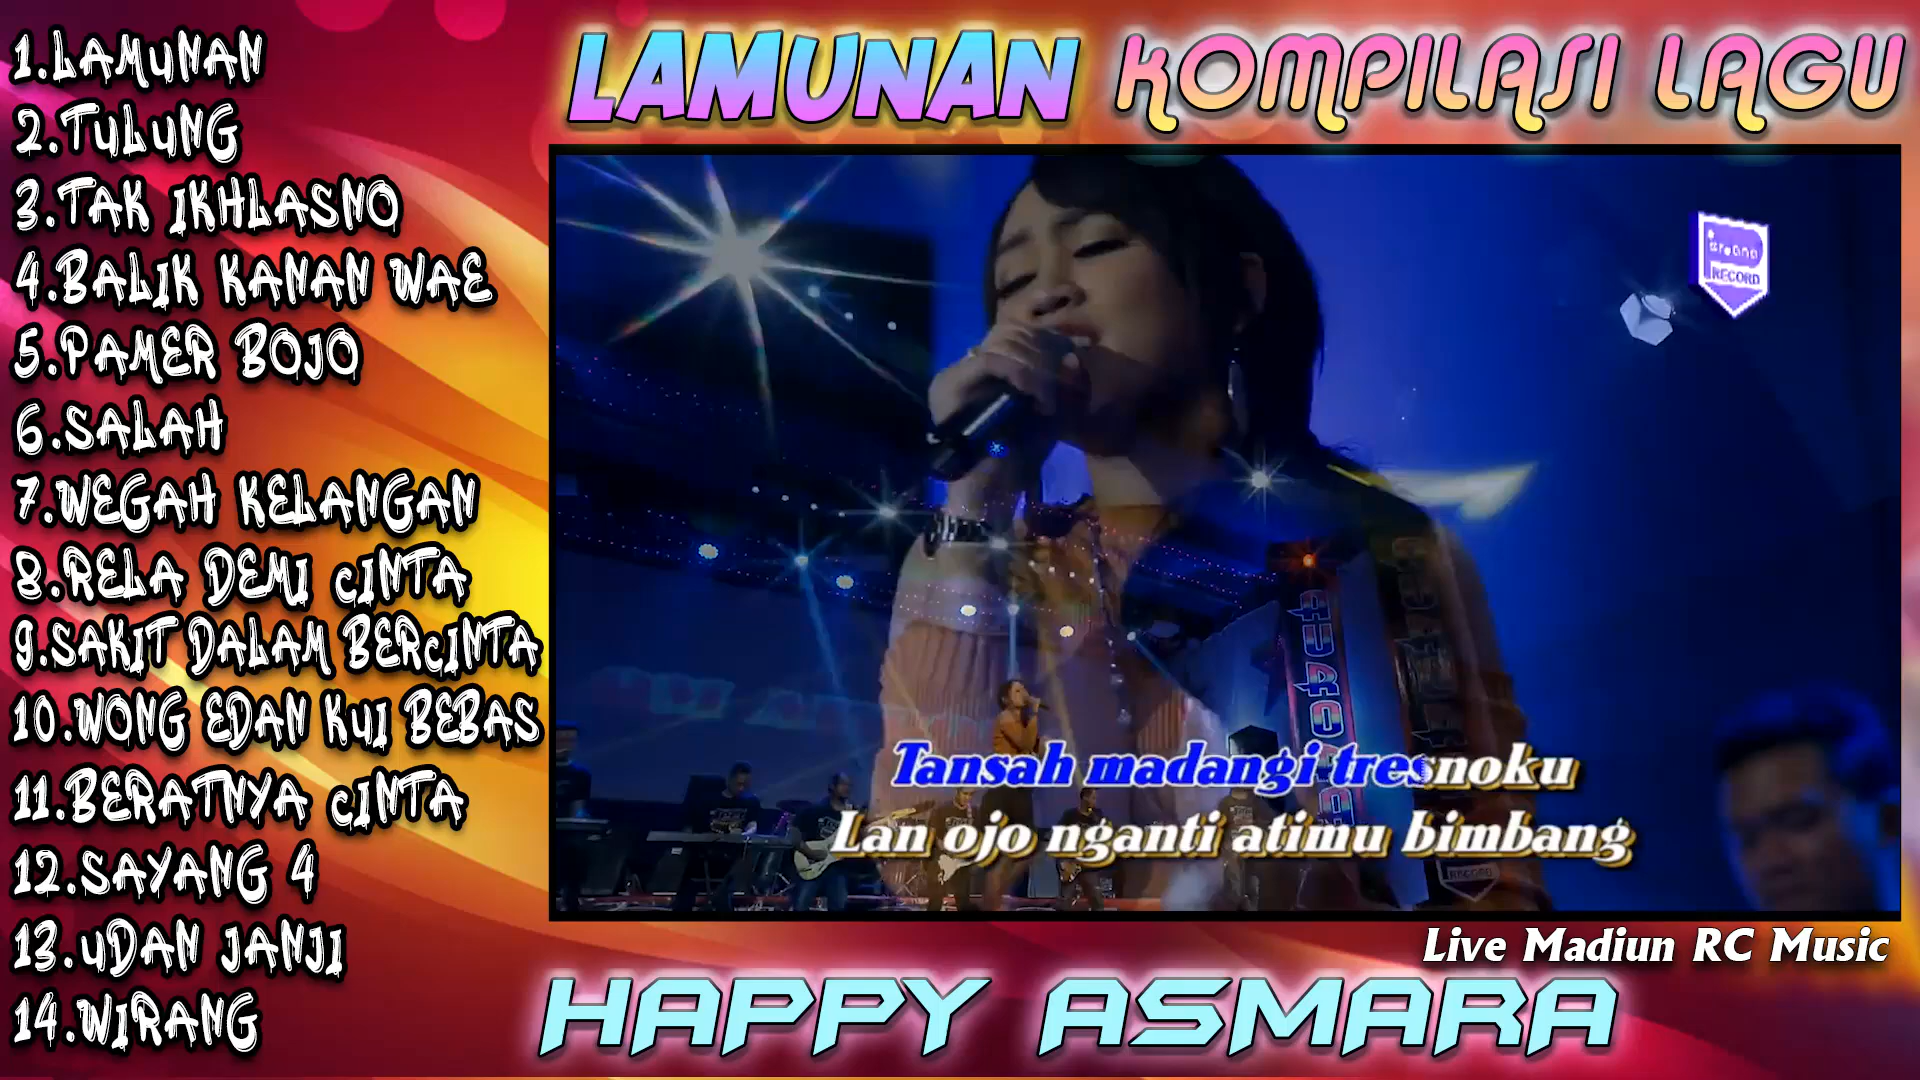 1.LAMUNAN
2.TULUNG
3.TAK IKHLASNO
4.BALIK KANAN WAE
5.PAMER BOJO
6.SALAH
7.WEGAH KELANGAN
8.RELA DEMI CINTA
9.SAKIT DALAM BERCINTA
10.WONG EDAN KUI BEBAS
11.BERATNYA CINTA
12.SAYANG 4
13.UDAN JANJI
14.WIRANG
LAMUNAN KOMPILASI LAGU
RECORD
Tansah madangi tresnoku
Lan ojo nganti atimu bimbang
RECORD
Live Madiun RC Music
HAPPY ASMARA